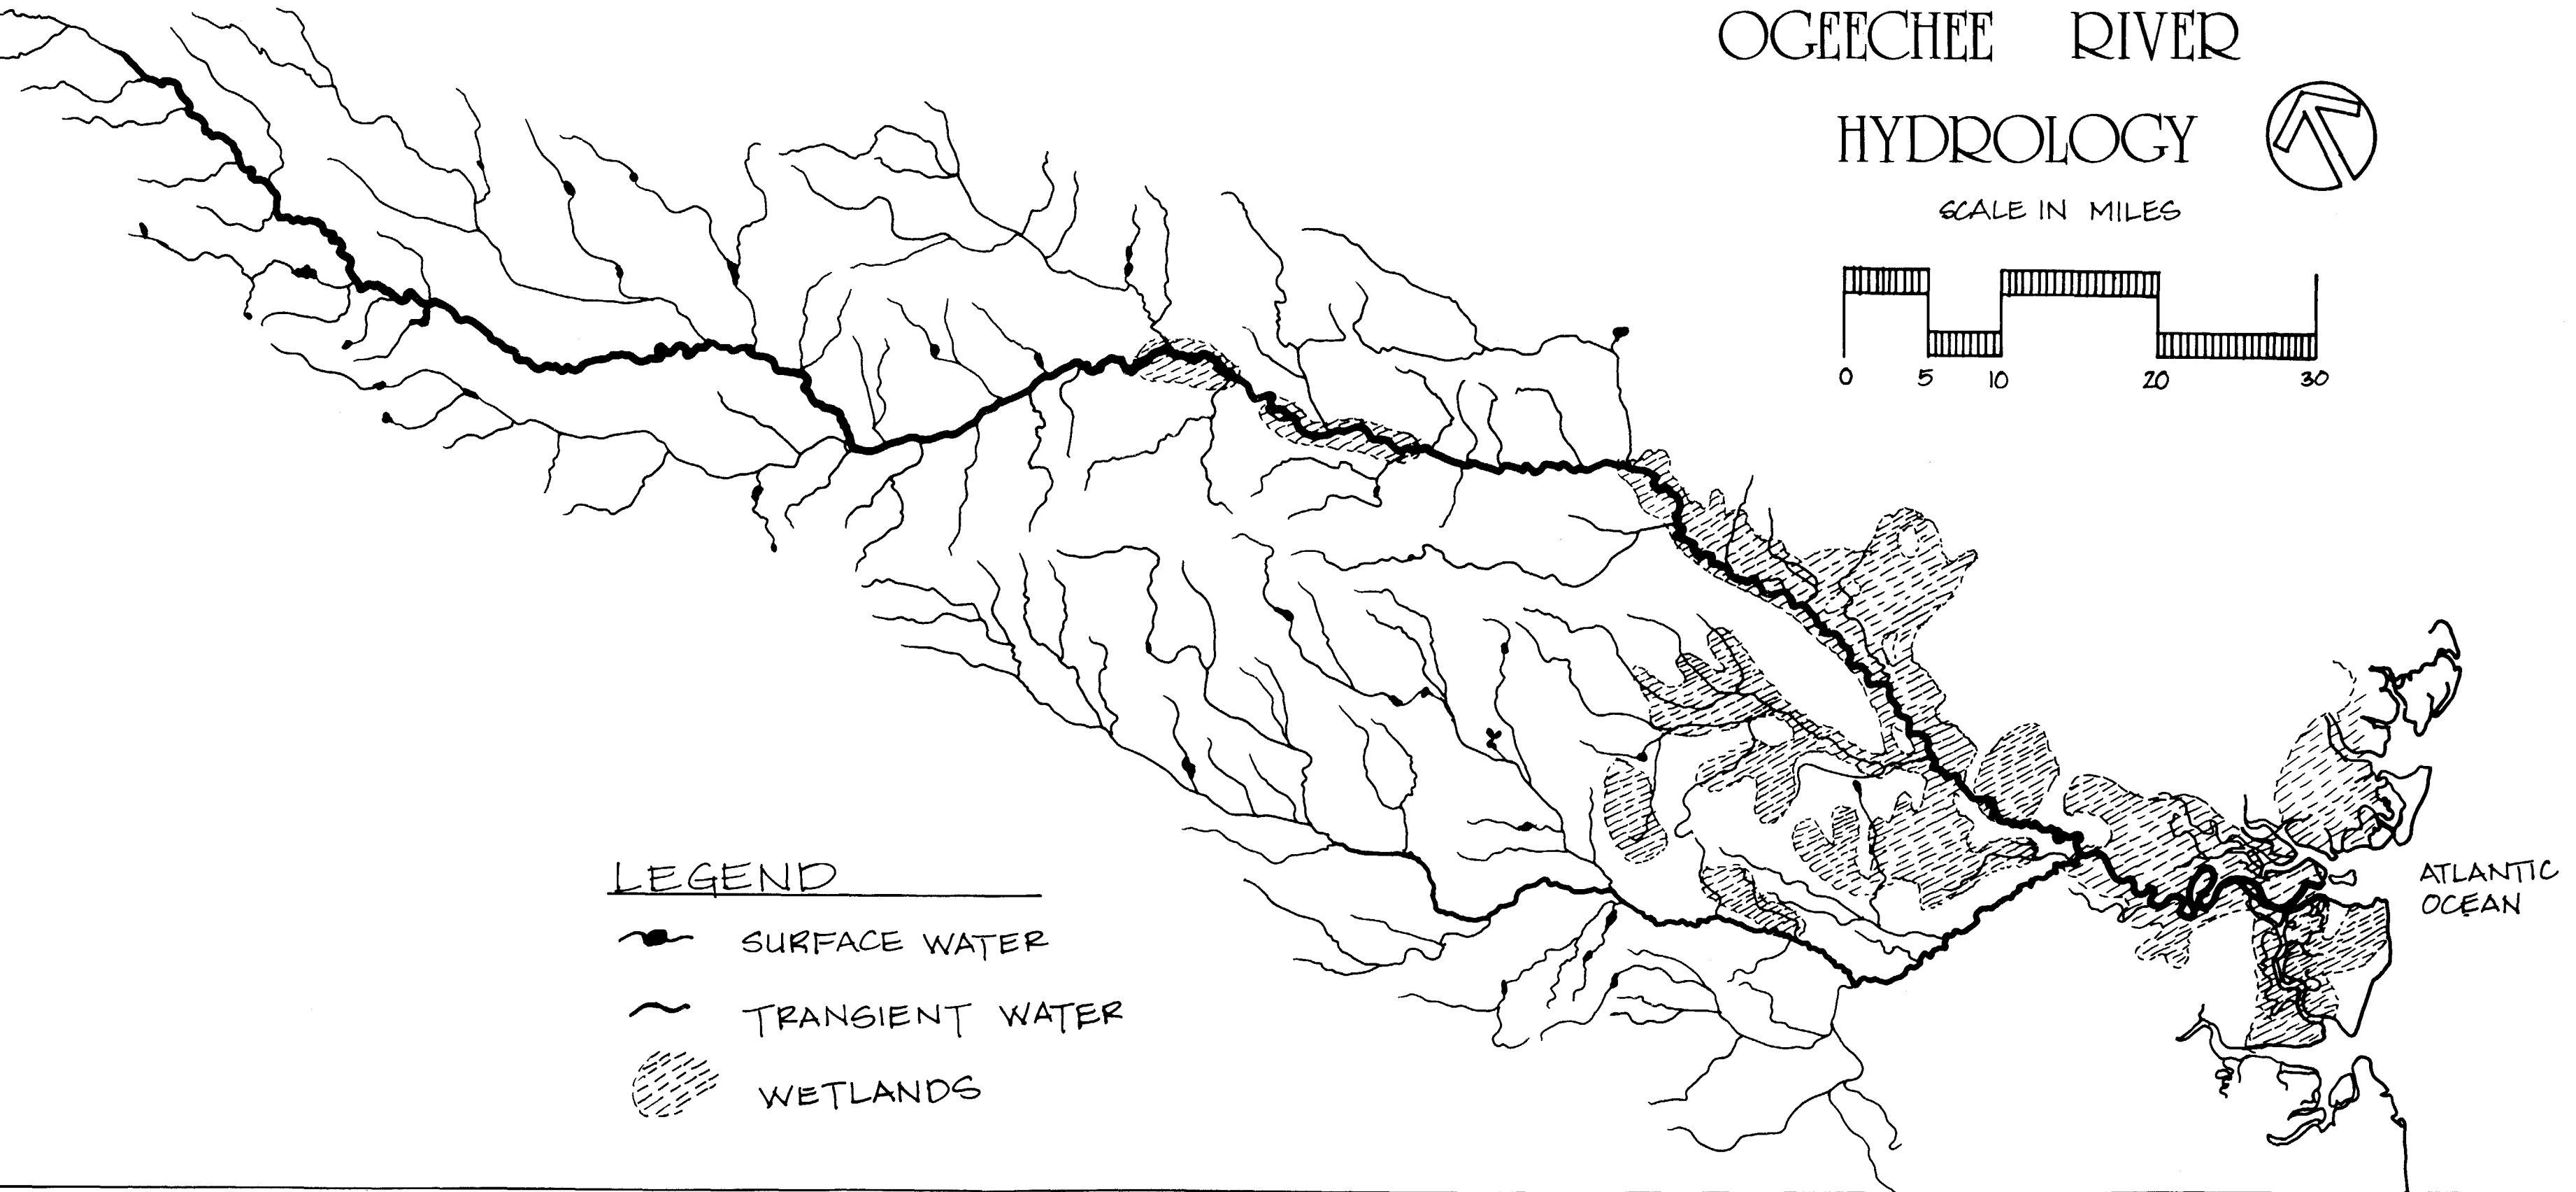 OGEECHEE RIVER
HYDROLOGY
SCALE IN MILES
0 5 10 20 30
ATLANTIC
OCEAN
LEGEND
SURFACE WATER
TRANSIENT WATER
WETLANDS